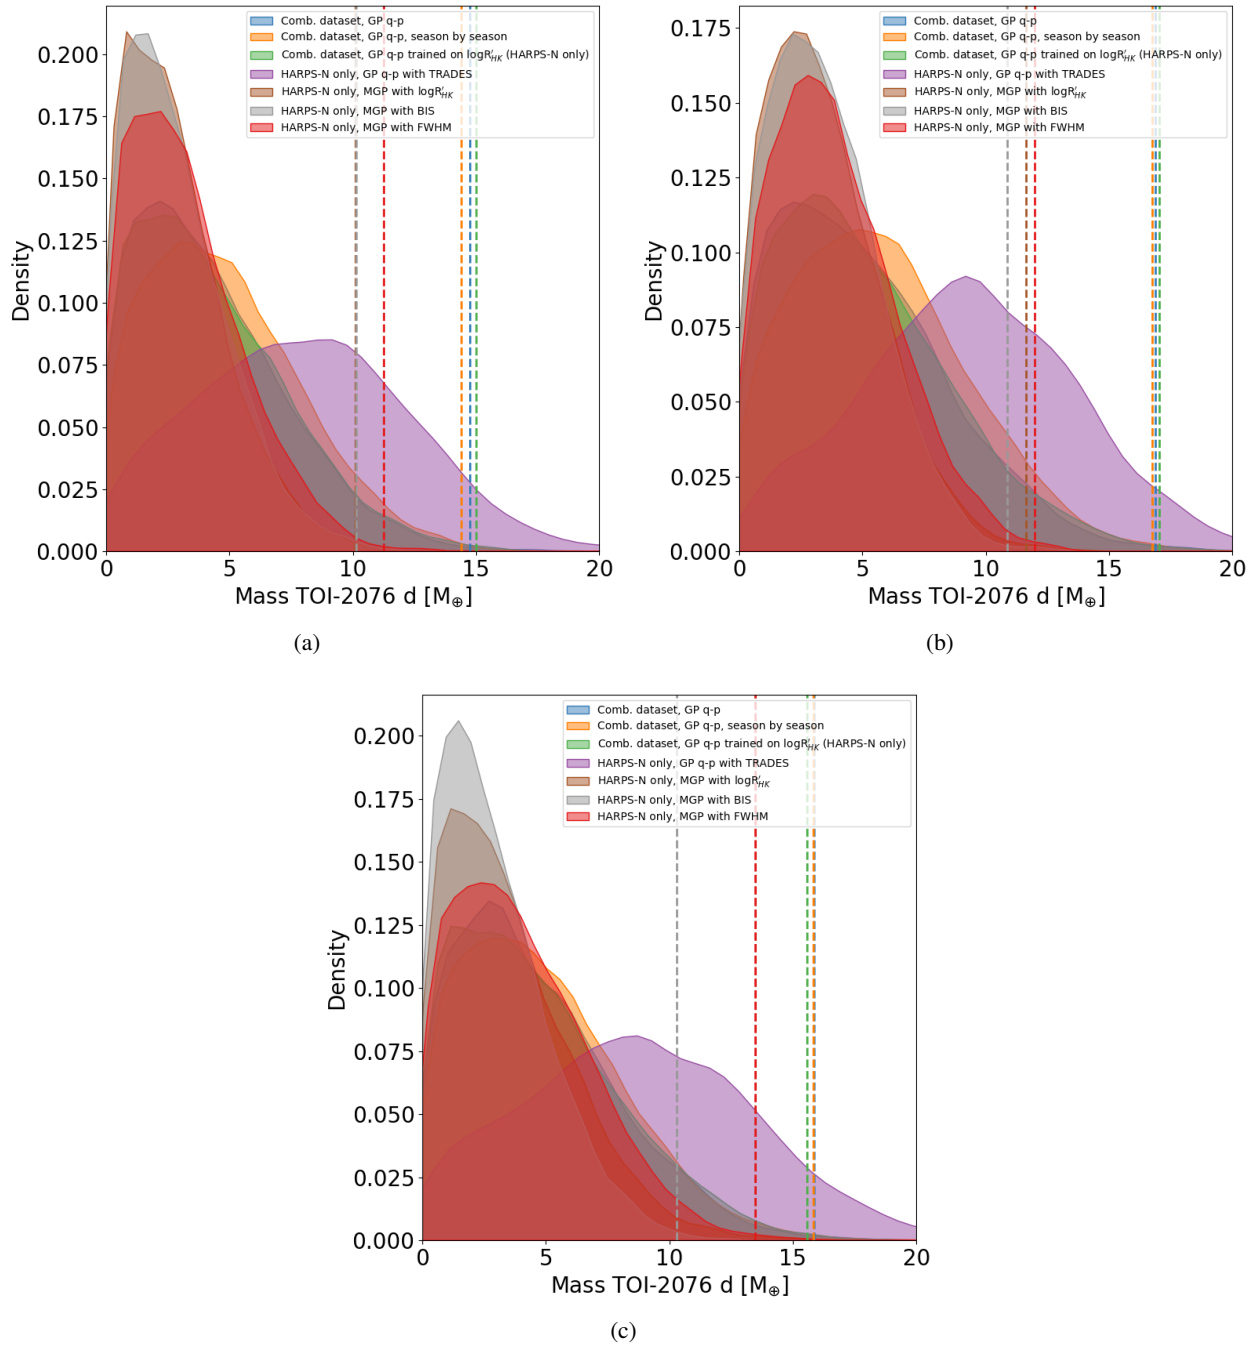 Comb. dataset, GP q-p
Comb. dataset, GP q-p, season by season
Comb. dataset, GP q-p trained on logR′HK (HARPS-N only)
HARPS-N only, GP q-p with TRADES
HARPS-N only, MGP with logR′HK
HARPS-N only, MGP with BIS
HARPS-N only, MGP with FWHM
0.200
0.175
0.150
0.125
0.100
0.075
0.050
0.025
0.000
Density
0 5 10 15 20
Mass TOI-2076 d [M⊕]
(a)
Comb. dataset, GP q-p
Comb. dataset, GP q-p, season by season
Comb. dataset, GP q-p trained on logR′HK (HARPS-N only)
HARPS-N only, GP q-p with TRADES
HARPS-N only, MGP with logR′HK
HARPS-N only, MGP with BIS
HARPS-N only, MGP with FWHM
0.175
0.150
0.125
0.100
0.075
0.050
0.025
0.000
Density
0 5 10 15 20
Mass TOI-2076 d [M⊕]
(b)
Comb. dataset, GP q-p
Comb. dataset, GP q-p, season by season
Comb. dataset, GP q-p trained on logR′HK (HARPS-N only)
HARPS-N only, GP q-p with TRADES
HARPS-N only, MGP with logR′HK
HARPS-N only, MGP with BIS
HARPS-N only, MGP with FWHM
0.200
0.175
0.150
0.125
0.100
0.075
0.050
0.025
0.000
Density
0 5 10 15 20
Mass TOI-2076 d [M⊕]
(c)